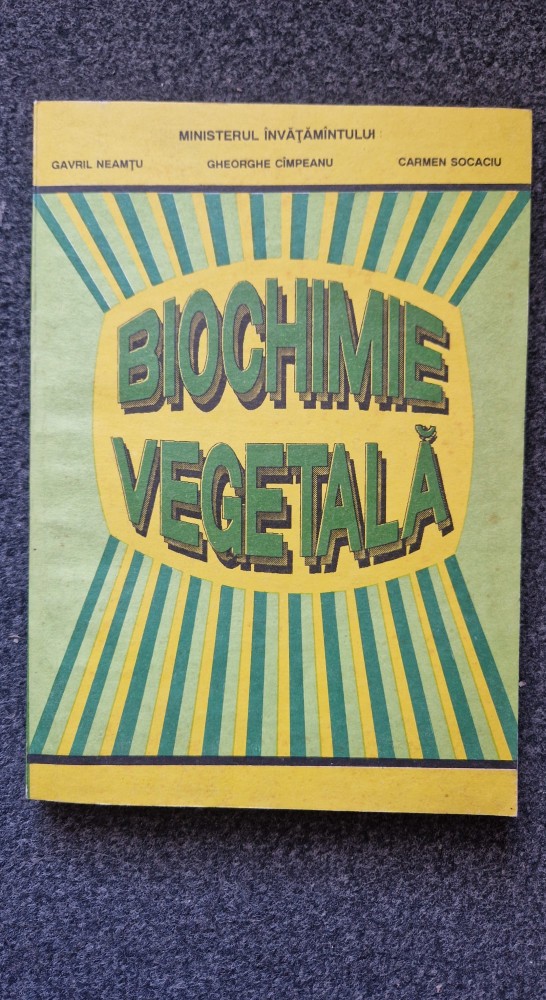 MINISTERUL ÎNVĂŢĂMÎNTULUI
GAVRIL NEAMŢU GHEORGHE CÎMPEANU CARMEN SOCACIU
BIOCHIMIE
VEGETALĂ